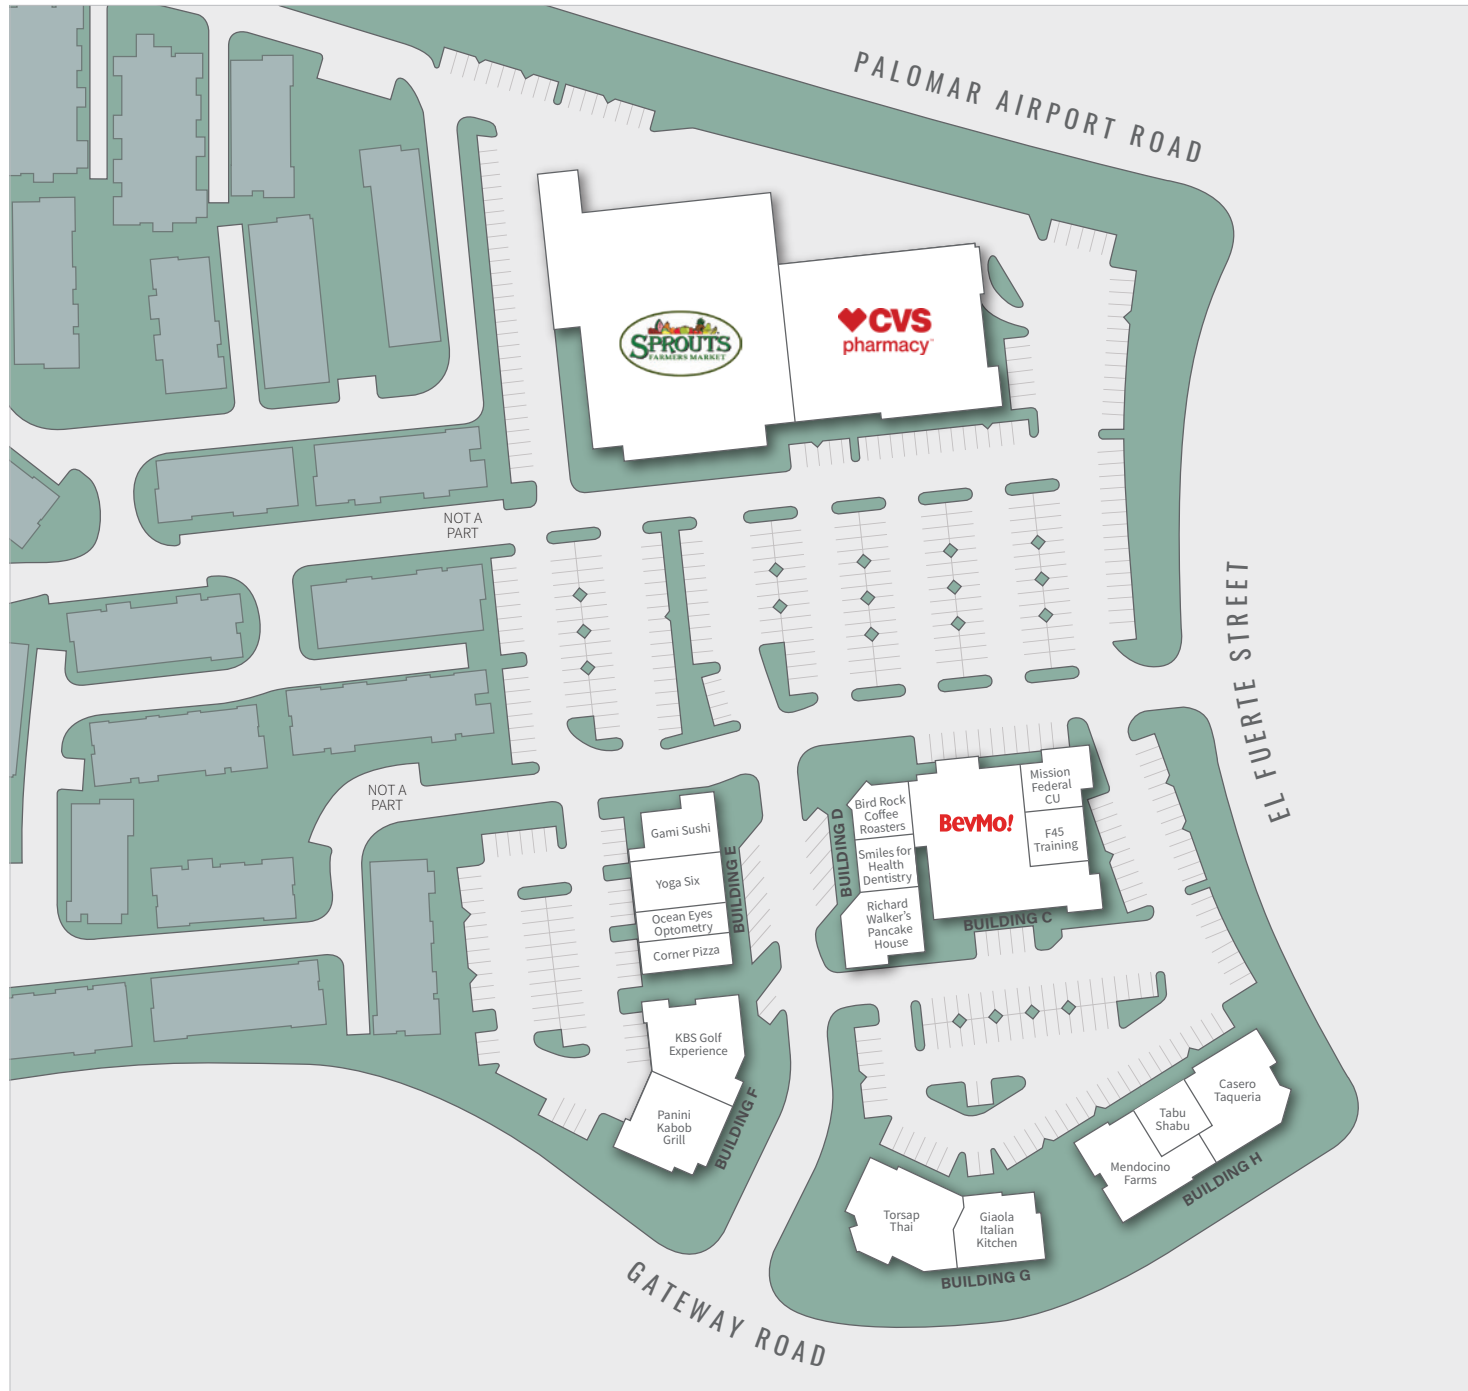 PALOMAR AIRPORT ROAD
SPROUTS
FARMERS MARKET
CVS
pharmacy™
NOT A
PART
EL FUERTE STREET
NOT A
PART
Gami Sushi
Yoga Six
Ocean Eyes
Optometry
Corner Pizza
BUILDING E
BUILDING D
Bird Rock
Coffee
Roasters
Smiles for
Health
Dentistry
Richard
Walker's
Pancake
House
BevMo!
Mission
Federal
CU
F45
Training
BUILDING C
KBS Golf
Experience
Panini
Kabob
Grill
BUILDING F
Casero
Taqueria
Tabu
Shabu
Mendocino
Farms
BUILDING H
Torsap
Thai
Giaola
Italian
Kitchen
BUILDING G
GATEWAY ROAD